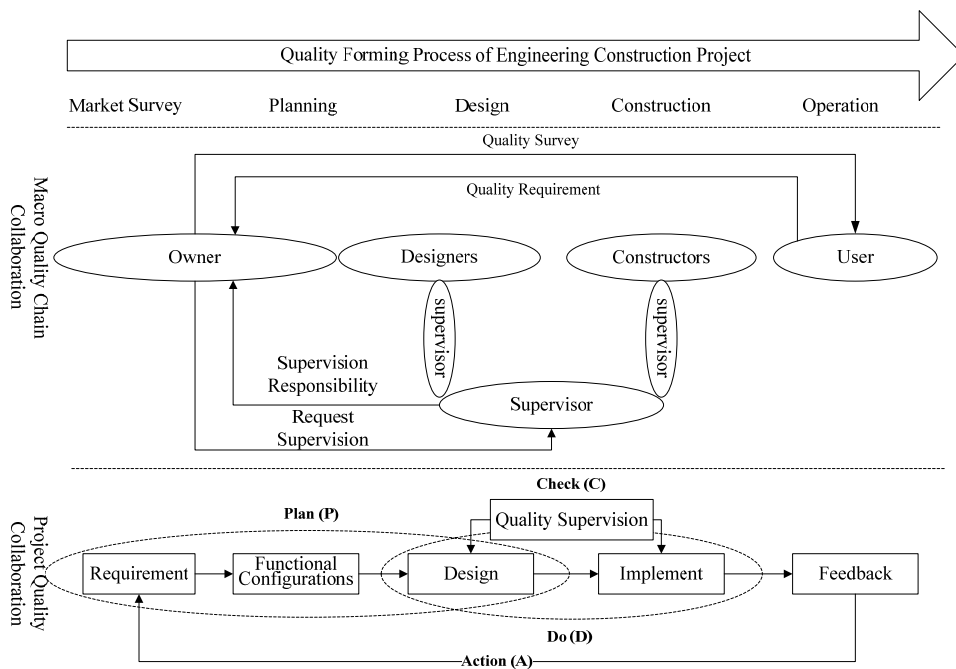 Quality Forming Process of Engineering Construction Project
Market Survey
Planning
Design
Construction
Operation
Macro Quality Chain
Collaboration
Quality Survey
Quality Requirement
Owner
Designers
Constructors
User
supervisor
supervisor
Supervision
Responsibility
Supervisor
Request
Supervision
Project Quality
Collaboration
Check (C)
Plan (P)
Quality Supervision
Requirement
Functional
Configurations
Design
Implement
Feedback
Do (D)
Action (A)